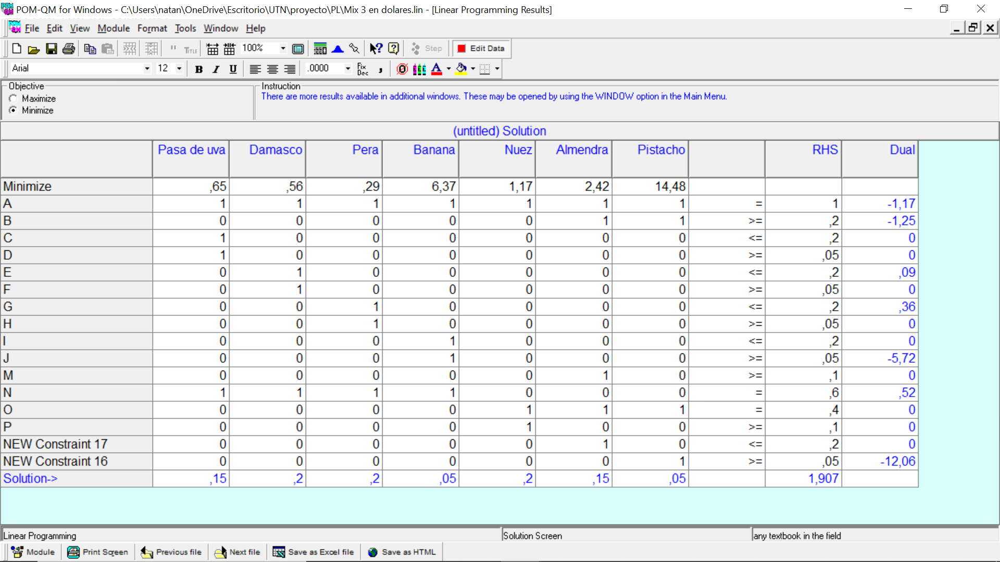 POM-QM for Windows - C:\Users\natan\OneDrive\Escritorio\UTN\proyecto\PL\Mix 3 en dolares.lin - [Linear Programming Results]
File Edit View Module Format Tools Window Help
TITLE 100% Step Edit Data
Arial 12 B I U .0000 Fix Dec ,
Objective
Maximize
Minimize
Instruction
There are more results available in additional windows. These may be opened by using the WINDOW option in the Main Menu.
(untitled) Solution
Pasa de uva Damasco Pera Banana Nuez Almendra Pistacho RHS Dual
Minimize ,65 ,56 ,29 6,37 1,17 2,42 14,48
A 1 1 1 1 1 1 1 = 1 -1,17
B 0 0 0 0 0 1 1 >= ,2 -1,25
C 1 0 0 0 0 0 0 <= ,2 0
D 1 0 0 0 0 0 0 >= ,05 0
E 0 1 0 0 0 0 0 <= ,2 ,09
F 0 1 0 0 0 0 0 >= ,05 0
G 0 0 1 0 0 0 0 <= ,2 ,36
H 0 0 1 0 0 0 0 >= ,05 0
I 0 0 0 1 0 0 0 <= ,2 0
J 0 0 0 1 0 0 0 >= ,05 -5,72
M 0 0 0 0 0 1 0 >= ,1 0
N 1 1 1 1 0 0 0 = ,6 ,52
O 0 0 0 0 1 1 1 = ,4 0
P 0 0 0 0 1 0 0 >= ,1 0
NEW Constraint 17 0 0 0 0 0 1 0 <= ,2 0
NEW Constraint 16 0 0 0 0 0 0 1 >= ,05 -12,06
Solution-> ,15 ,2 ,2 ,05 ,2 ,15 ,05 1,907
Linear Programming Solution Screen any textbook in the field
Module Print Screen Previous file Next file Save as Excel file Save as HTML